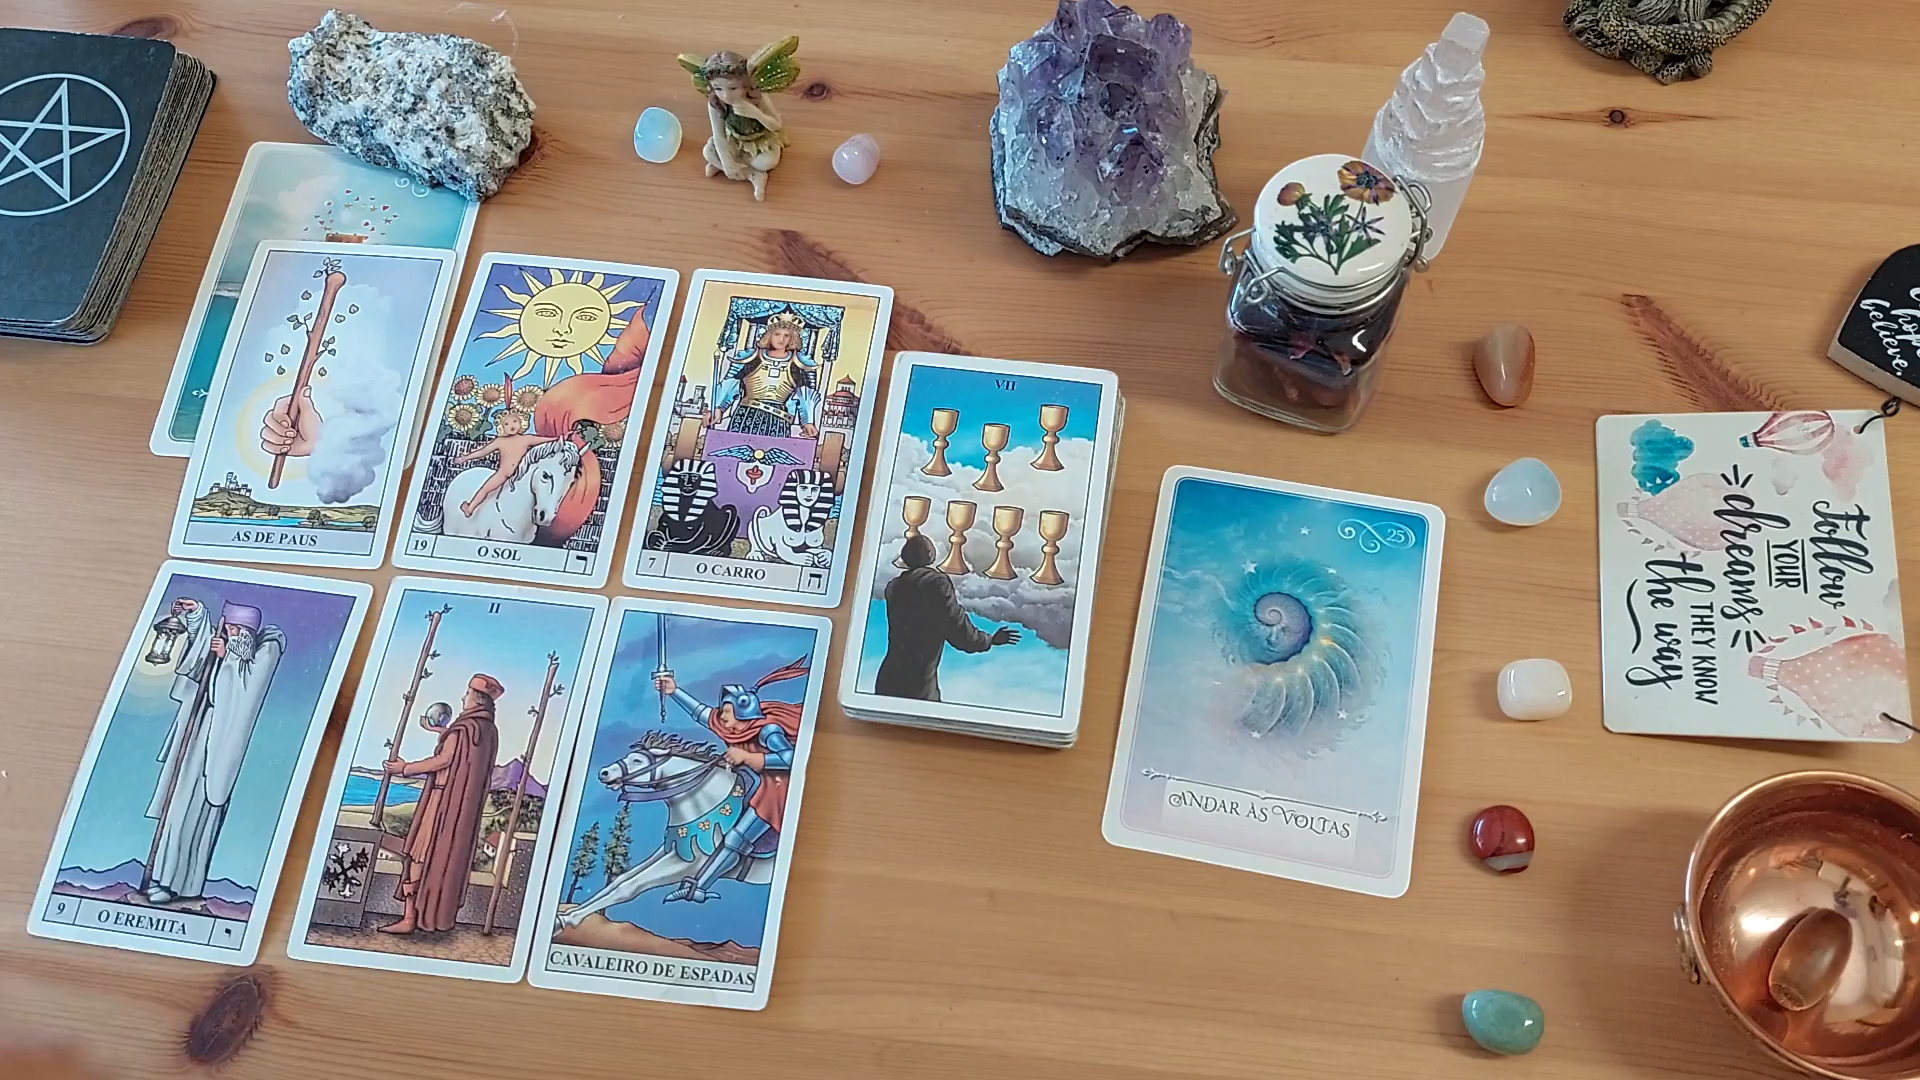 AS DE PAUS
19 O SOL ר
7 O CARRO ח
VII
9 O EREMITA י
II
CAVALEIRO DE ESPADAS
25
ANDAR ÀS VOLTAS
Follow
YOUR
dreams
THEY KNOW
the way
hope
believe.